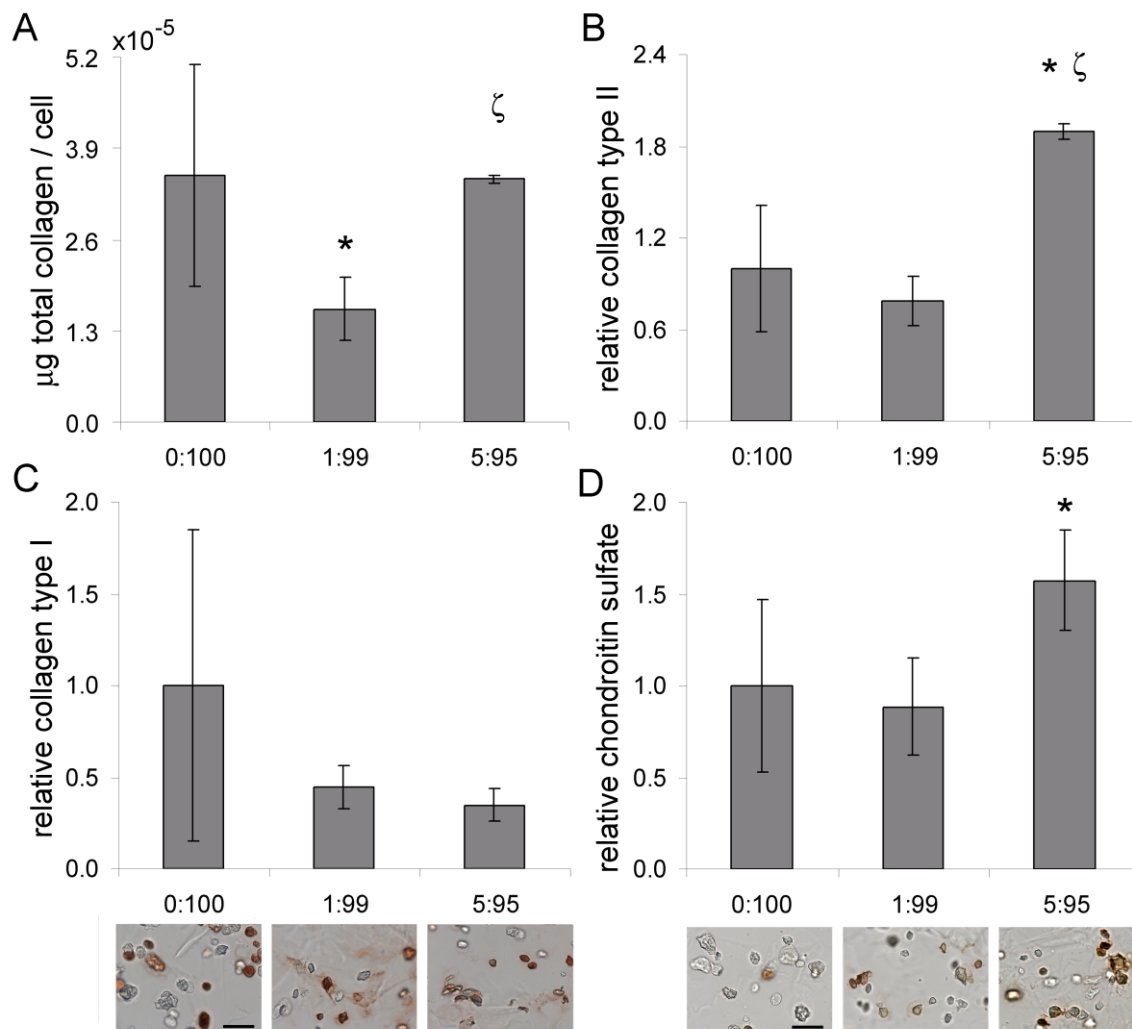 A
x10⁻⁵
µg total collagen / cell
5.2
3.9
2.6
1.3
0.0
*
ζ
0:100 1:99 5:95
B
relative collagen type II
2.4
1.8
1.2
0.6
0.0
* ζ
0:100 1:99 5:95
C
relative collagen type I
2.0
1.5
1.0
0.5
0.0
0:100 1:99 5:95
D
relative chondroitin sulfate
2.0
1.5
1.0
0.5
0.0
*
0:100 1:99 5:95